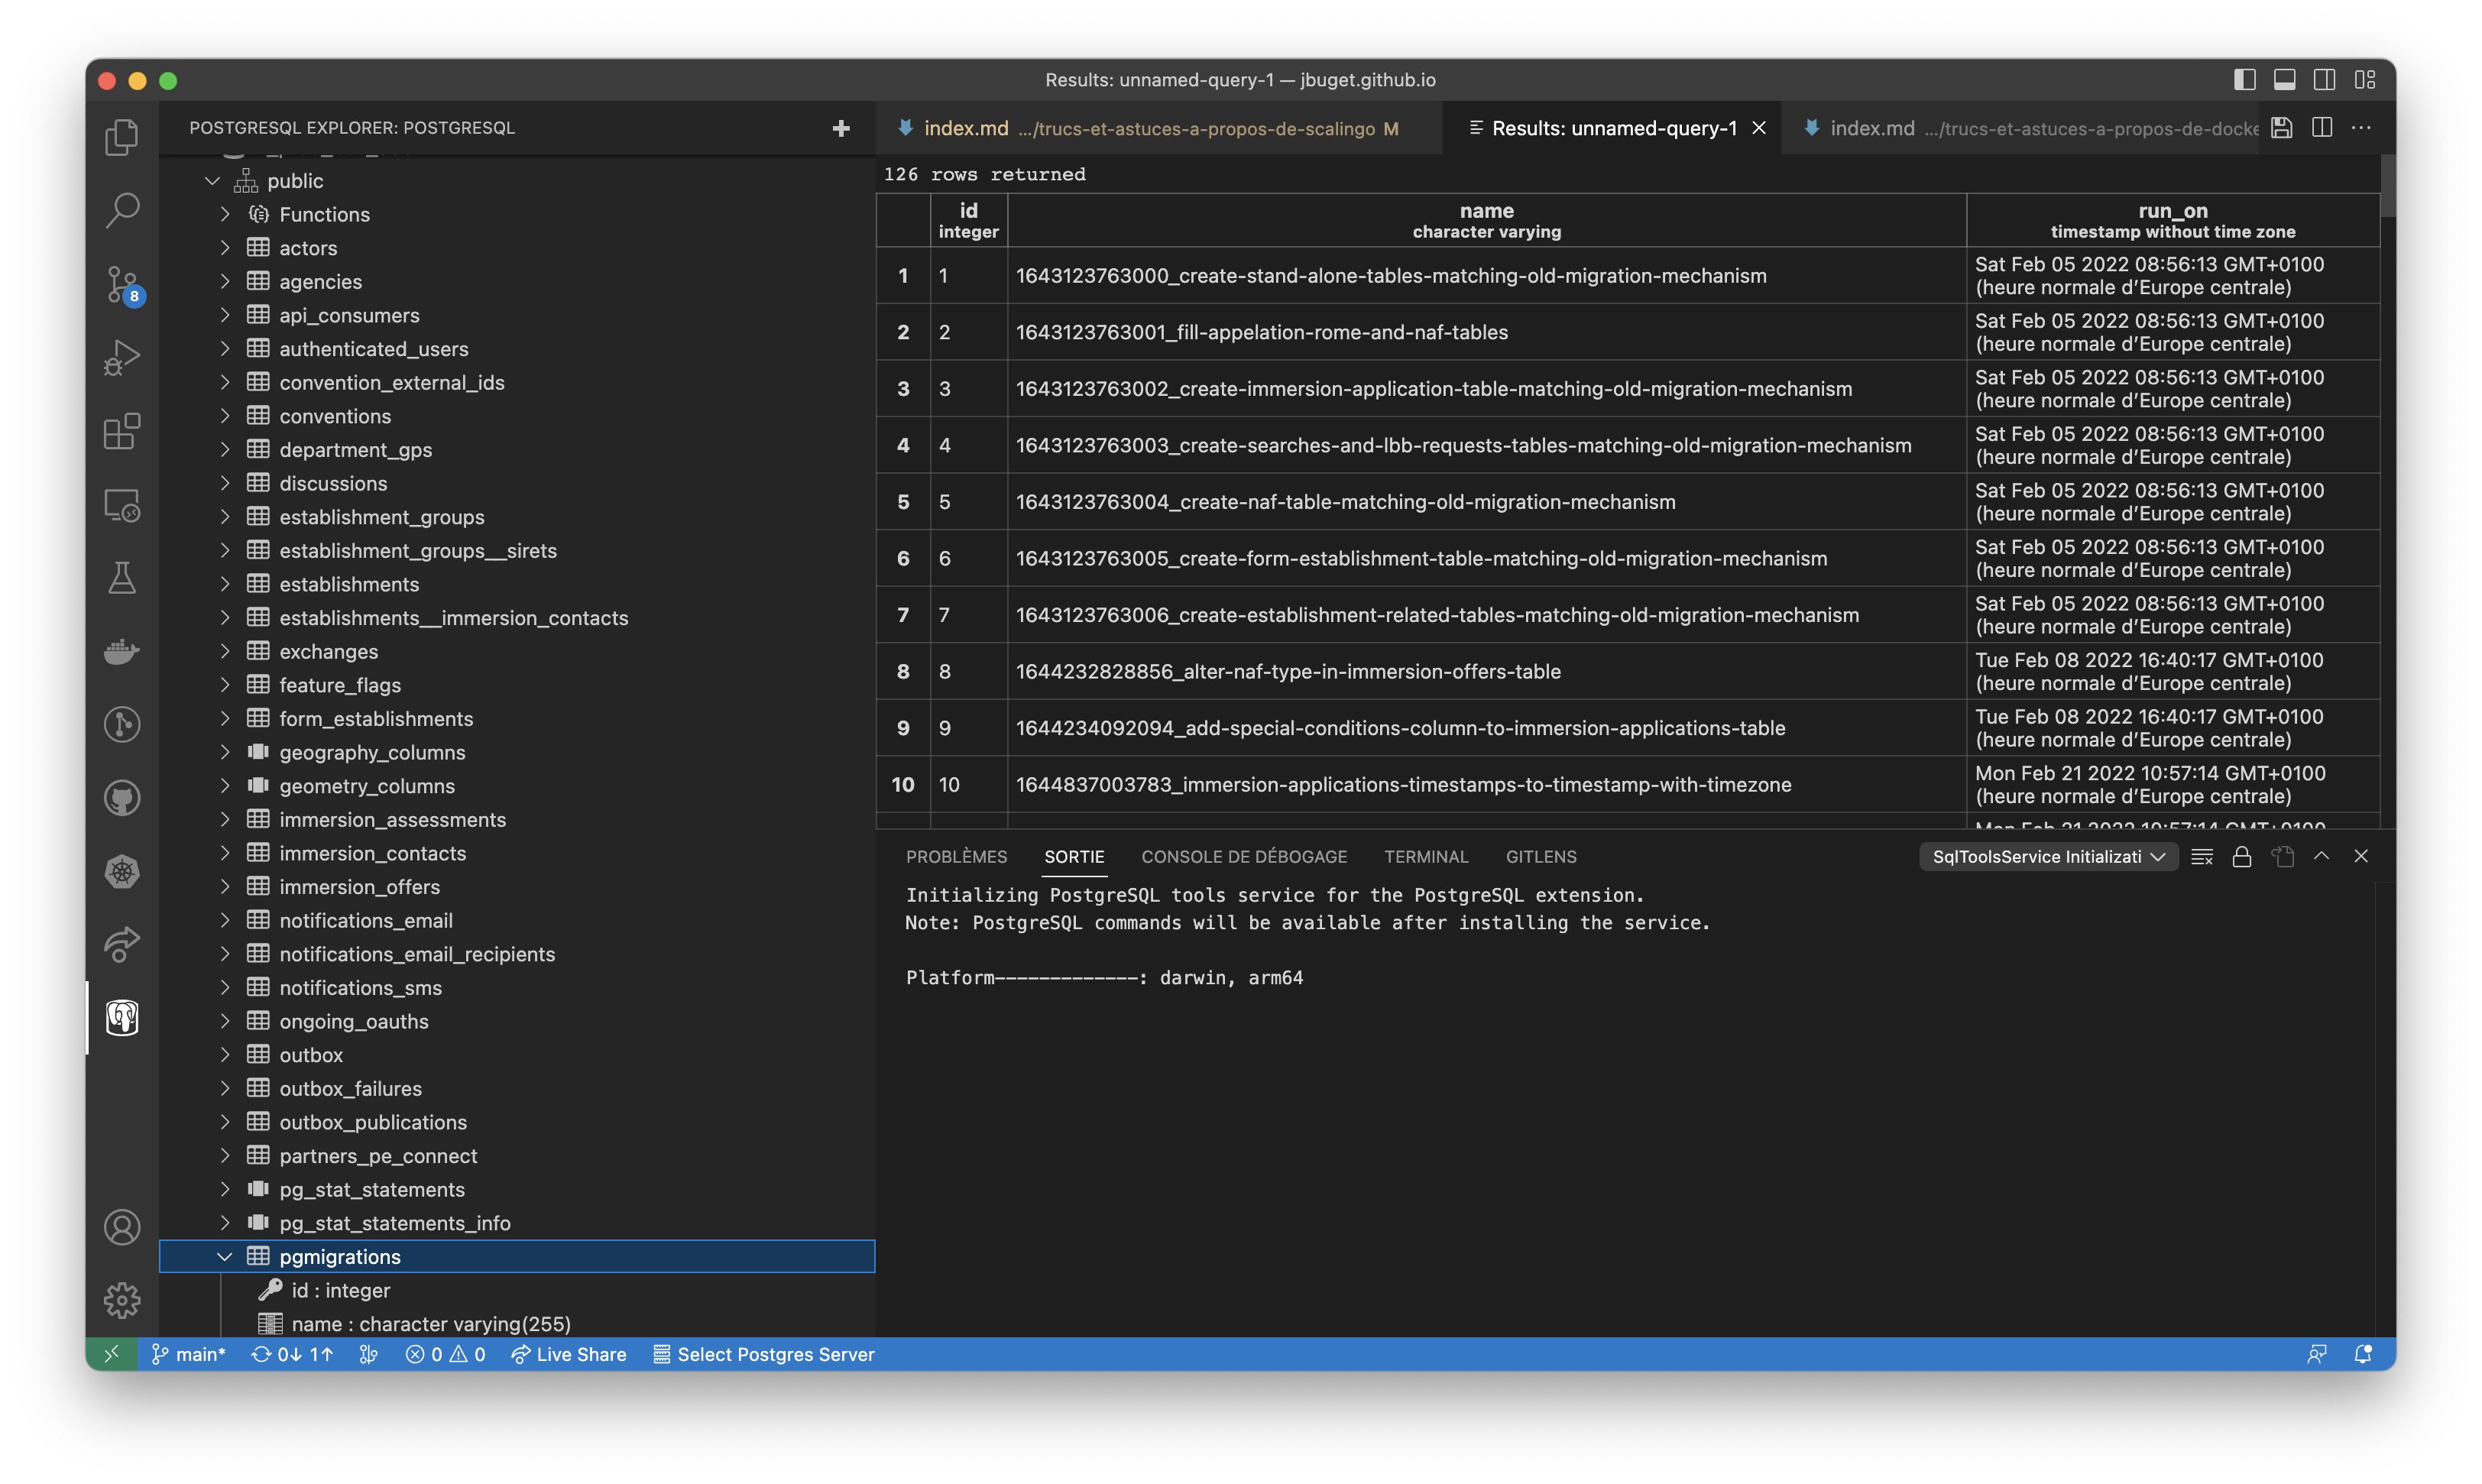 Results: unnamed-query-1 — jbuget.github.io
POSTGRESQL EXPLORER: POSTGRESQL
public
Functions
actors
agencies
api_consumers
authenticated_users
convention_external_ids
conventions
department_gps
discussions
establishment_groups
establishment_groups__sirets
establishments
establishments__immersion_contacts
exchanges
feature_flags
form_establishments
geography_columns
geometry_columns
immersion_assessments
immersion_contacts
immersion_offers
notifications_email
notifications_email_recipients
notifications_sms
ongoing_oauths
outbox
outbox_failures
outbox_publications
partners_pe_connect
pg_stat_statements
pg_stat_statements_info
pgmigrations
id : integer
name : character varying(255)
8
index.md .../trucs-et-astuces-a-propos-de-scalingo M
Results: unnamed-query-1
index.md .../trucs-et-astuces-a-propos-de-docke
126 rows returned
id name run_on
integer character varying timestamp without time zone
1 1 1643123763000_create-stand-alone-tables-matching-old-migration-mechanism Sat Feb 05 2022 08:56:13 GMT+0100
(heure normale d’Europe centrale)
2 2 1643123763001_fill-appelation-rome-and-naf-tables Sat Feb 05 2022 08:56:13 GMT+0100
(heure normale d’Europe centrale)
3 3 1643123763002_create-immersion-application-table-matching-old-migration-mechanism Sat Feb 05 2022 08:56:13 GMT+0100
(heure normale d’Europe centrale)
4 4 1643123763003_create-searches-and-lbb-requests-tables-matching-old-migration-mechanism Sat Feb 05 2022 08:56:13 GMT+0100
(heure normale d’Europe centrale)
5 5 1643123763004_create-naf-table-matching-old-migration-mechanism Sat Feb 05 2022 08:56:13 GMT+0100
(heure normale d’Europe centrale)
6 6 1643123763005_create-form-establishment-table-matching-old-migration-mechanism Sat Feb 05 2022 08:56:13 GMT+0100
(heure normale d’Europe centrale)
7 7 1643123763006_create-establishment-related-tables-matching-old-migration-mechanism Sat Feb 05 2022 08:56:13 GMT+0100
(heure normale d’Europe centrale)
8 8 1644232828856_alter-naf-type-in-immersion-offers-table Tue Feb 08 2022 16:40:17 GMT+0100
(heure normale d’Europe centrale)
9 9 1644234092094_add-special-conditions-column-to-immersion-applications-table Tue Feb 08 2022 16:40:17 GMT+0100
(heure normale d’Europe centrale)
10 10 1644837003783_immersion-applications-timestamps-to-timestamp-with-timezone Mon Feb 21 2022 10:57:14 GMT+0100
(heure normale d’Europe centrale)
Mon Feb 21 2022 10:57:14 GMT+0100
PROBLÈMES SORTIE CONSOLE DE DÉBOGAGE TERMINAL GITLENS SqlToolsService Initializati
Initializing PostgreSQL tools service for the PostgreSQL extension.
Note: PostgreSQL commands will be available after installing the service.
Platform-------------: darwin, arm64
main* 0↓ 1↑ 0 0 Live Share Select Postgres Server